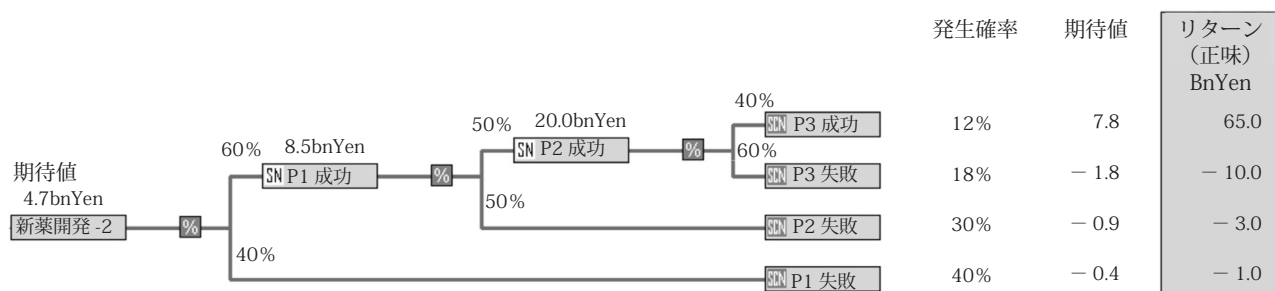 発生確率 期待値 リターン
(正味)
BnYen
40% SCN P3 成功 12% 7.8 65.0
50% 20.0bnYen
SN P2 成功 %
60% 8.5bnYen
60% SCN P3 失敗 18% − 1.8 − 10.0
期待値
SN P1 成功 %
4.7bnYen
50%
新薬開発 -2 %
SCN P2 失敗 30% − 0.9 − 3.0
40%
SCN P1 失敗 40% − 0.4 − 1.0